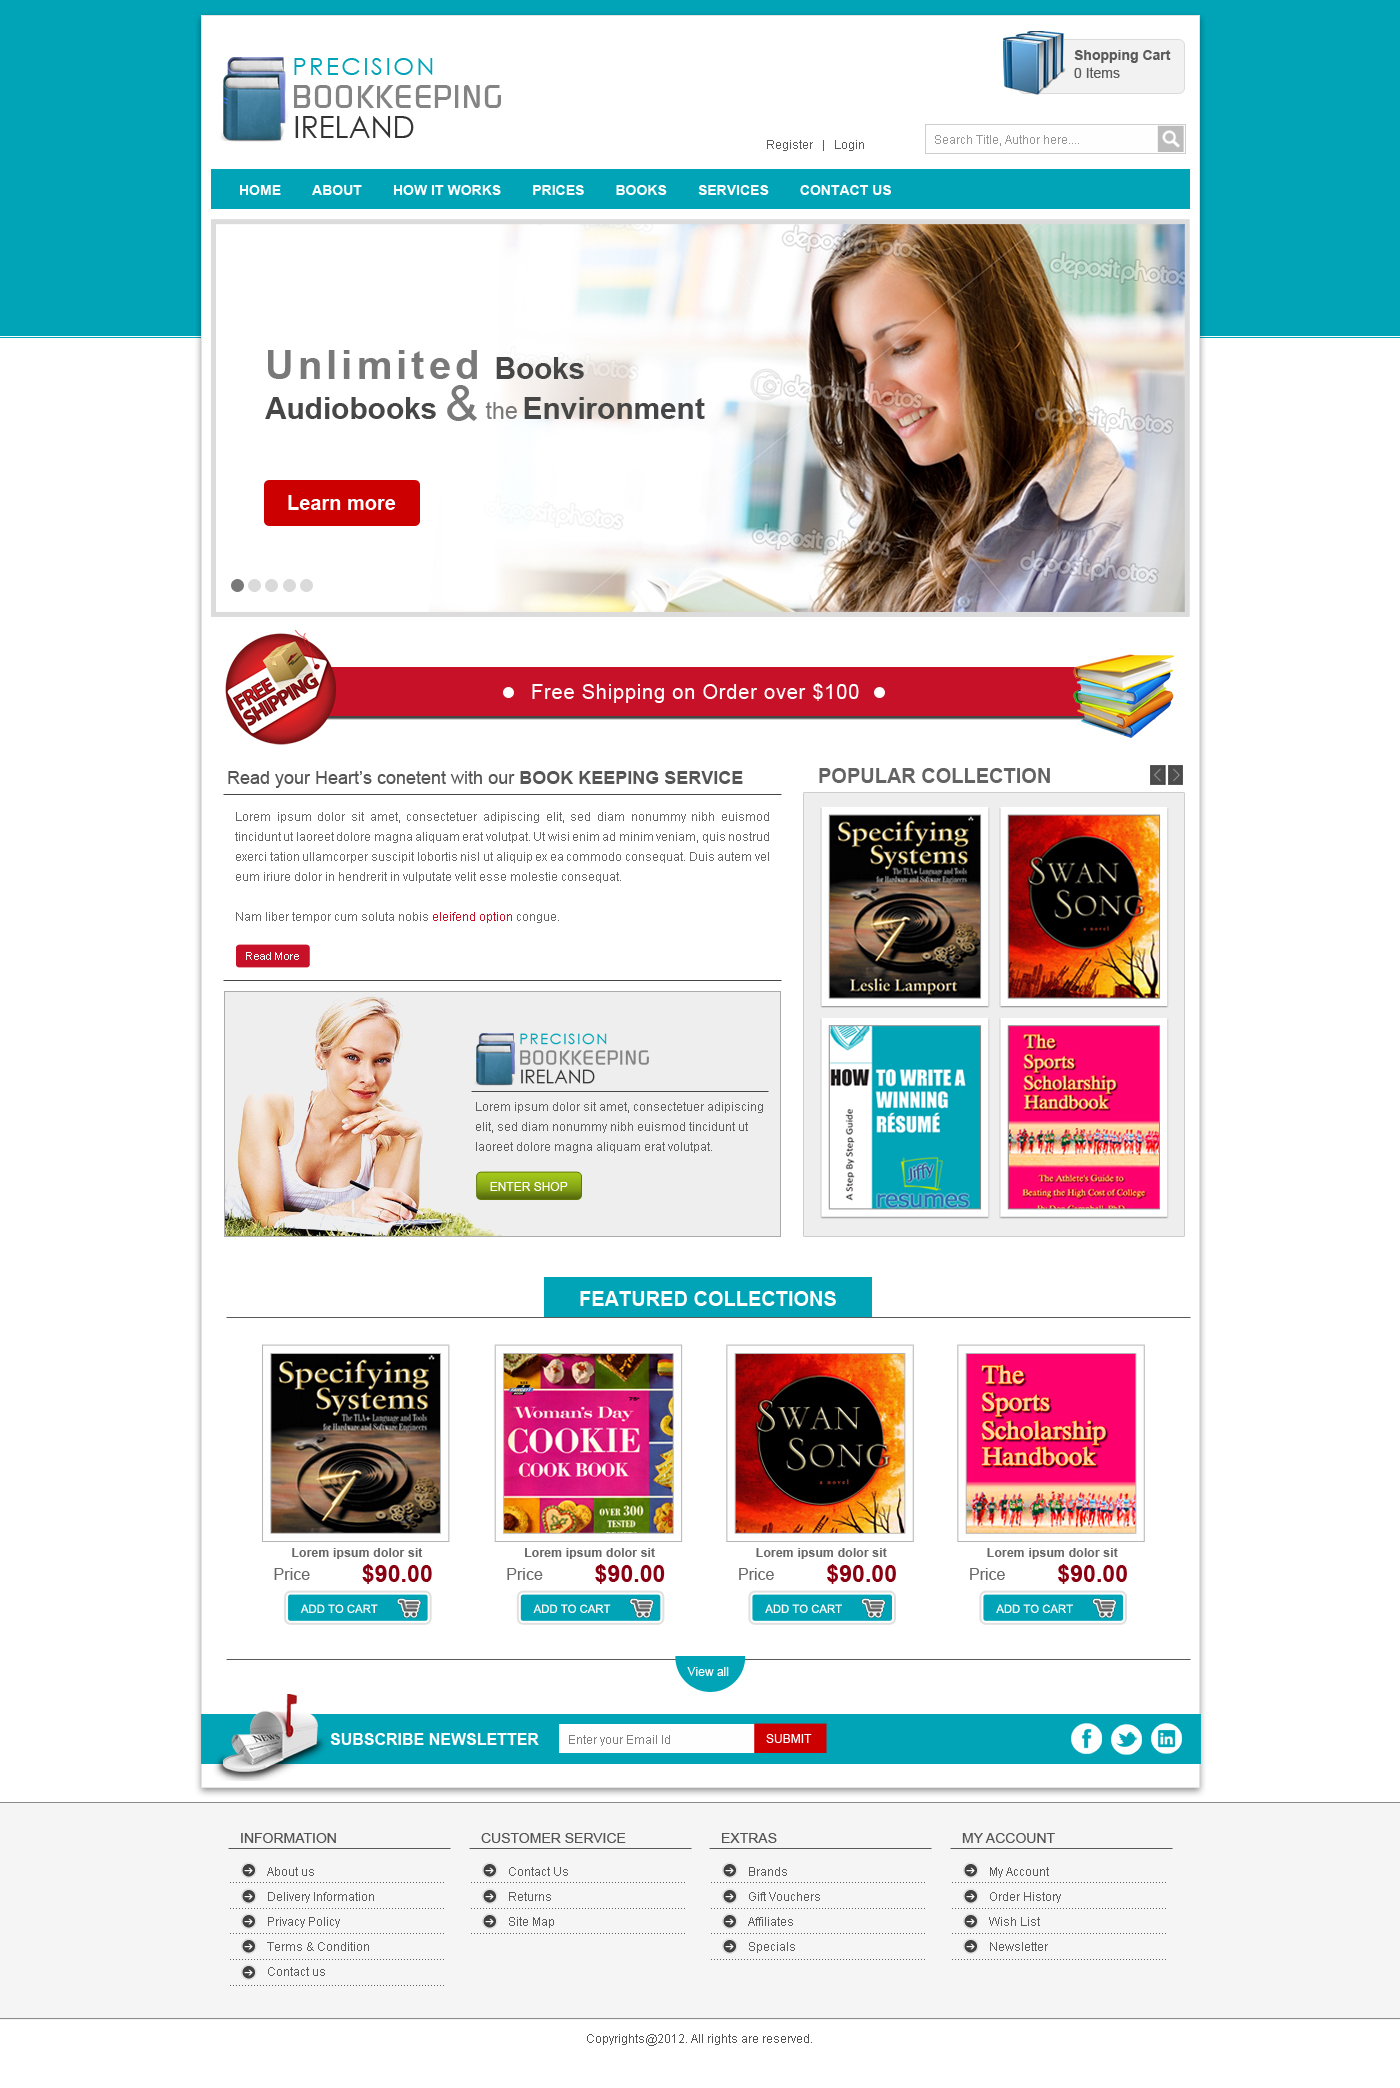 PRECISION
BOOKKEEPING
IRELAND
Shopping Cart
0 Items
Register | Login
Search Title, Author here....
HOME ABOUT HOW IT WORKS PRICES BOOKS SERVICES CONTACT US
depositphotos
depositphotos
Unlimited Books
depositphotos
Audiobooks & the Environment
depositphotos
Learn more
depositphotos
depositphotos
depositphotos
FREE
SHIPPING
Free Shipping on Order over $100
Read your Heart's conetent with our BOOK KEEPING SERVICE
Lorem ipsum dolor sit amet, consectetuer adipiscing elit, sed diam nonummy nibh euismod
tincidunt ut laoreet dolore magna aliquam erat volutpat. Ut wisi enim ad minim veniam, quis nostrud
exerci tation ullamcorper suscipit lobortis nisl ut aliquip ex ea commodo consequat. Duis autem vel
eum iriure dolor in hendrerit in vulputate velit esse molestie consequat.
Nam liber tempor cum soluta nobis eleifend option congue.
Read More
PRECISION
BOOKKEEPING
IRELAND
Lorem ipsum dolor sit amet, consectetuer adipiscing
elit, sed diam nonummy nibh euismod tincidunt ut
laoreet dolore magna aliquam erat volutpat.
ENTER SHOP
POPULAR COLLECTION
Specifying
Systems
The TLA+ Language and Tools
for Hardware and Software Engineers
Leslie Lamport
SWAN
SONG
a novel
HOW TO WRITE A
WINNING
RÉSUMÉ
A Step By Step Guide
Jiffy
resumes
The
Sports
Scholarship
Handbook
The Athlete's Guide to
Beating the High Cost of College
By Don Campbell, PhD
FEATURED COLLECTIONS
Specifying
Systems
The TLA+ Language and Tools
for Hardware and Software Engineers
Woman's Day
COOKIE
COOK BOOK
OVER 300
TESTED
SWAN
SONG
a novel
The
Sports
Scholarship
Handbook
Lorem ipsum dolor sit Lorem ipsum dolor sit Lorem ipsum dolor sit Lorem ipsum dolor sit
Price $90.00 Price $90.00 Price $90.00 Price $90.00
ADD TO CART ADD TO CART ADD TO CART ADD TO CART
View all
NEWS
SUBSCRIBE NEWSLETTER
Enter your Email Id
SUBMIT
INFORMATION
About us
Delivery Information
Privacy Policy
Terms & Condition
Contact us
CUSTOMER SERVICE
Contact Us
Returns
Site Map
EXTRAS
Brands
Gift Vouchers
Affiliates
Specials
MY ACCOUNT
My Account
Order History
Wish List
Newsletter
Copyrights@2012. All rights are reserved.